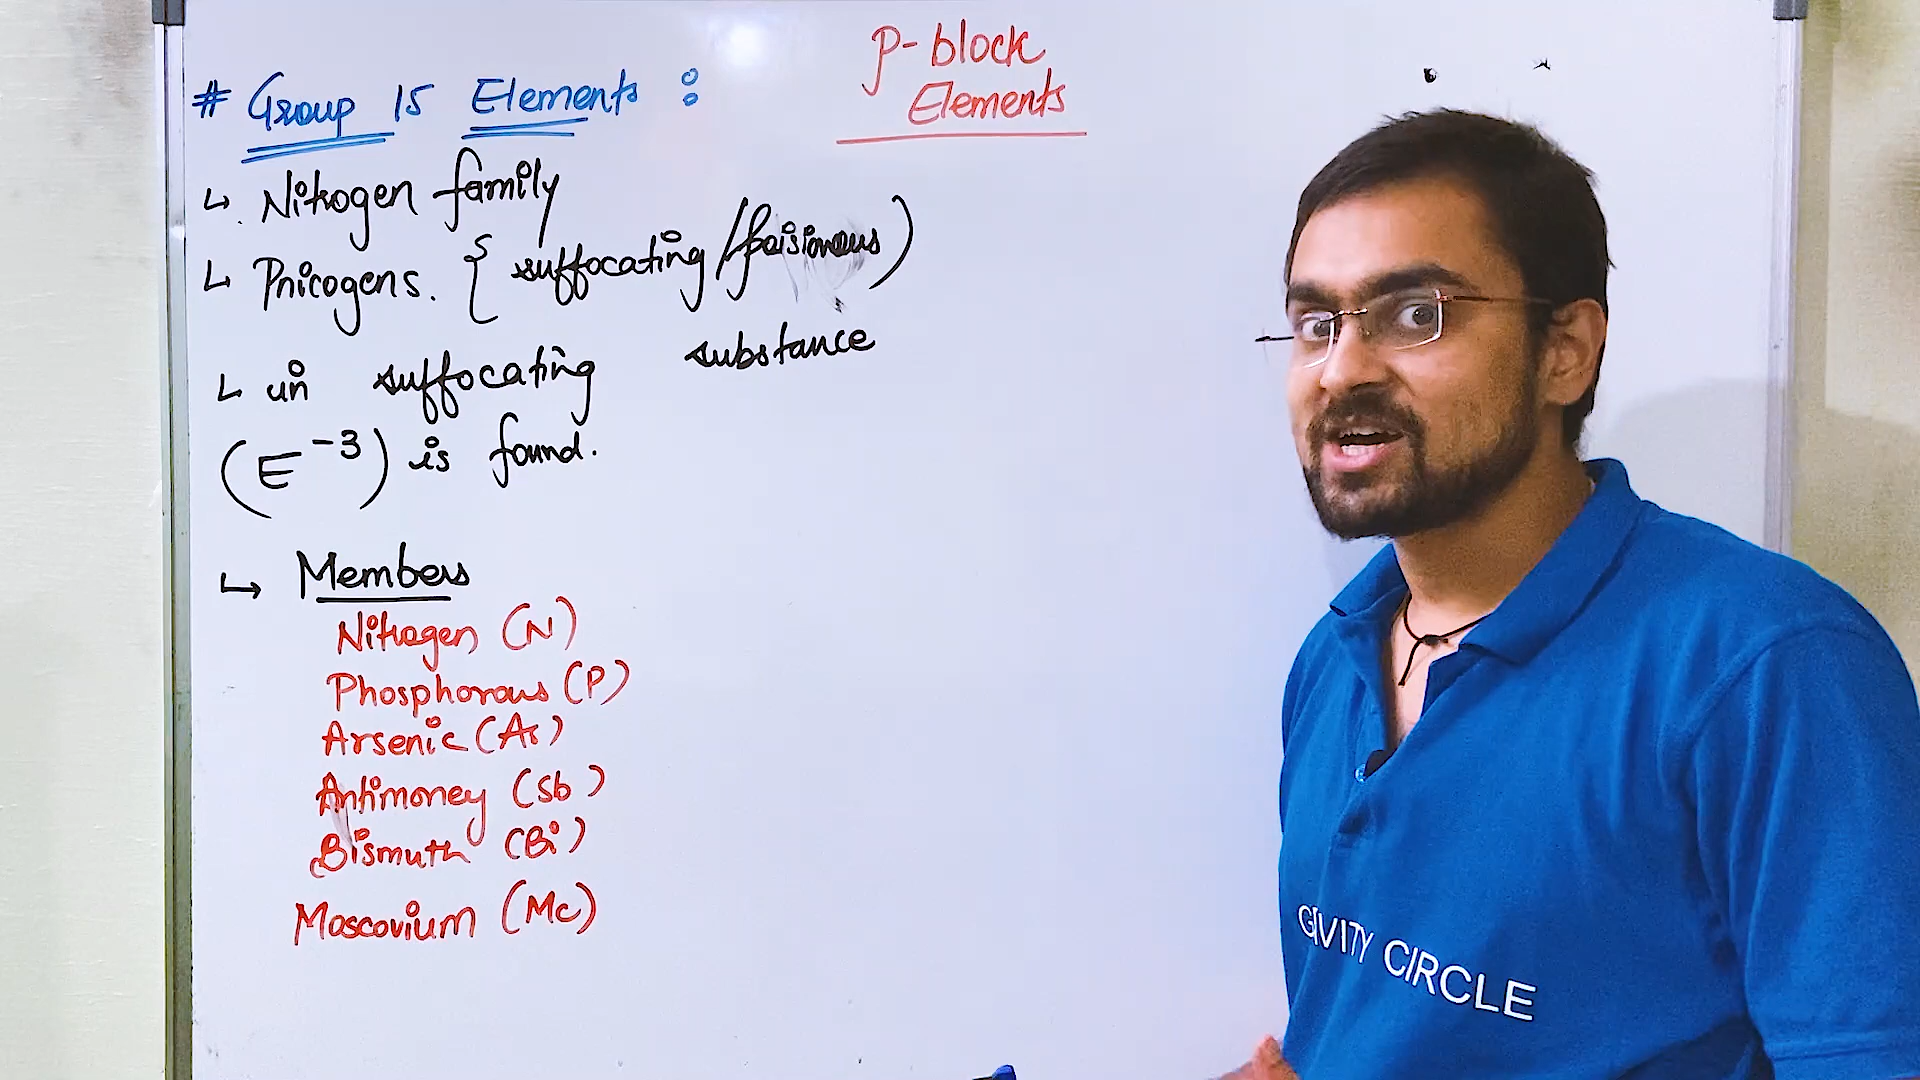 p-block
Elements
# Group 15 Elements :
↳ Nitrogen family
↳ Pnicogens. { suffocating/poisionous)
substance
↳ un suffocating
(E⁻³) is found.
↳ Members
Nitrogen (N)
Phosphorous (P)
Arsenic (As)
Antimoney (Sb)
Bismuth (Bi)
Moscovium (Mc)
GIVITY CIRCLE